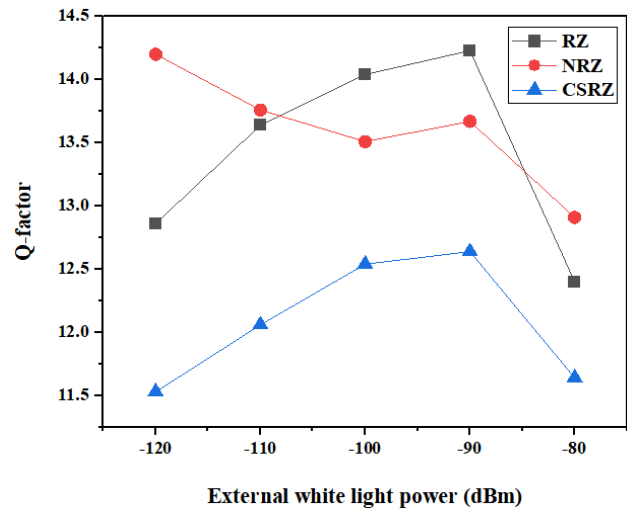 14.5
14.0
13.5
13.0
12.5
12.0
11.5
Q-factor
RZ
NRZ
CSRZ
-120 -110 -100 -90 -80
External white light power (dBm)